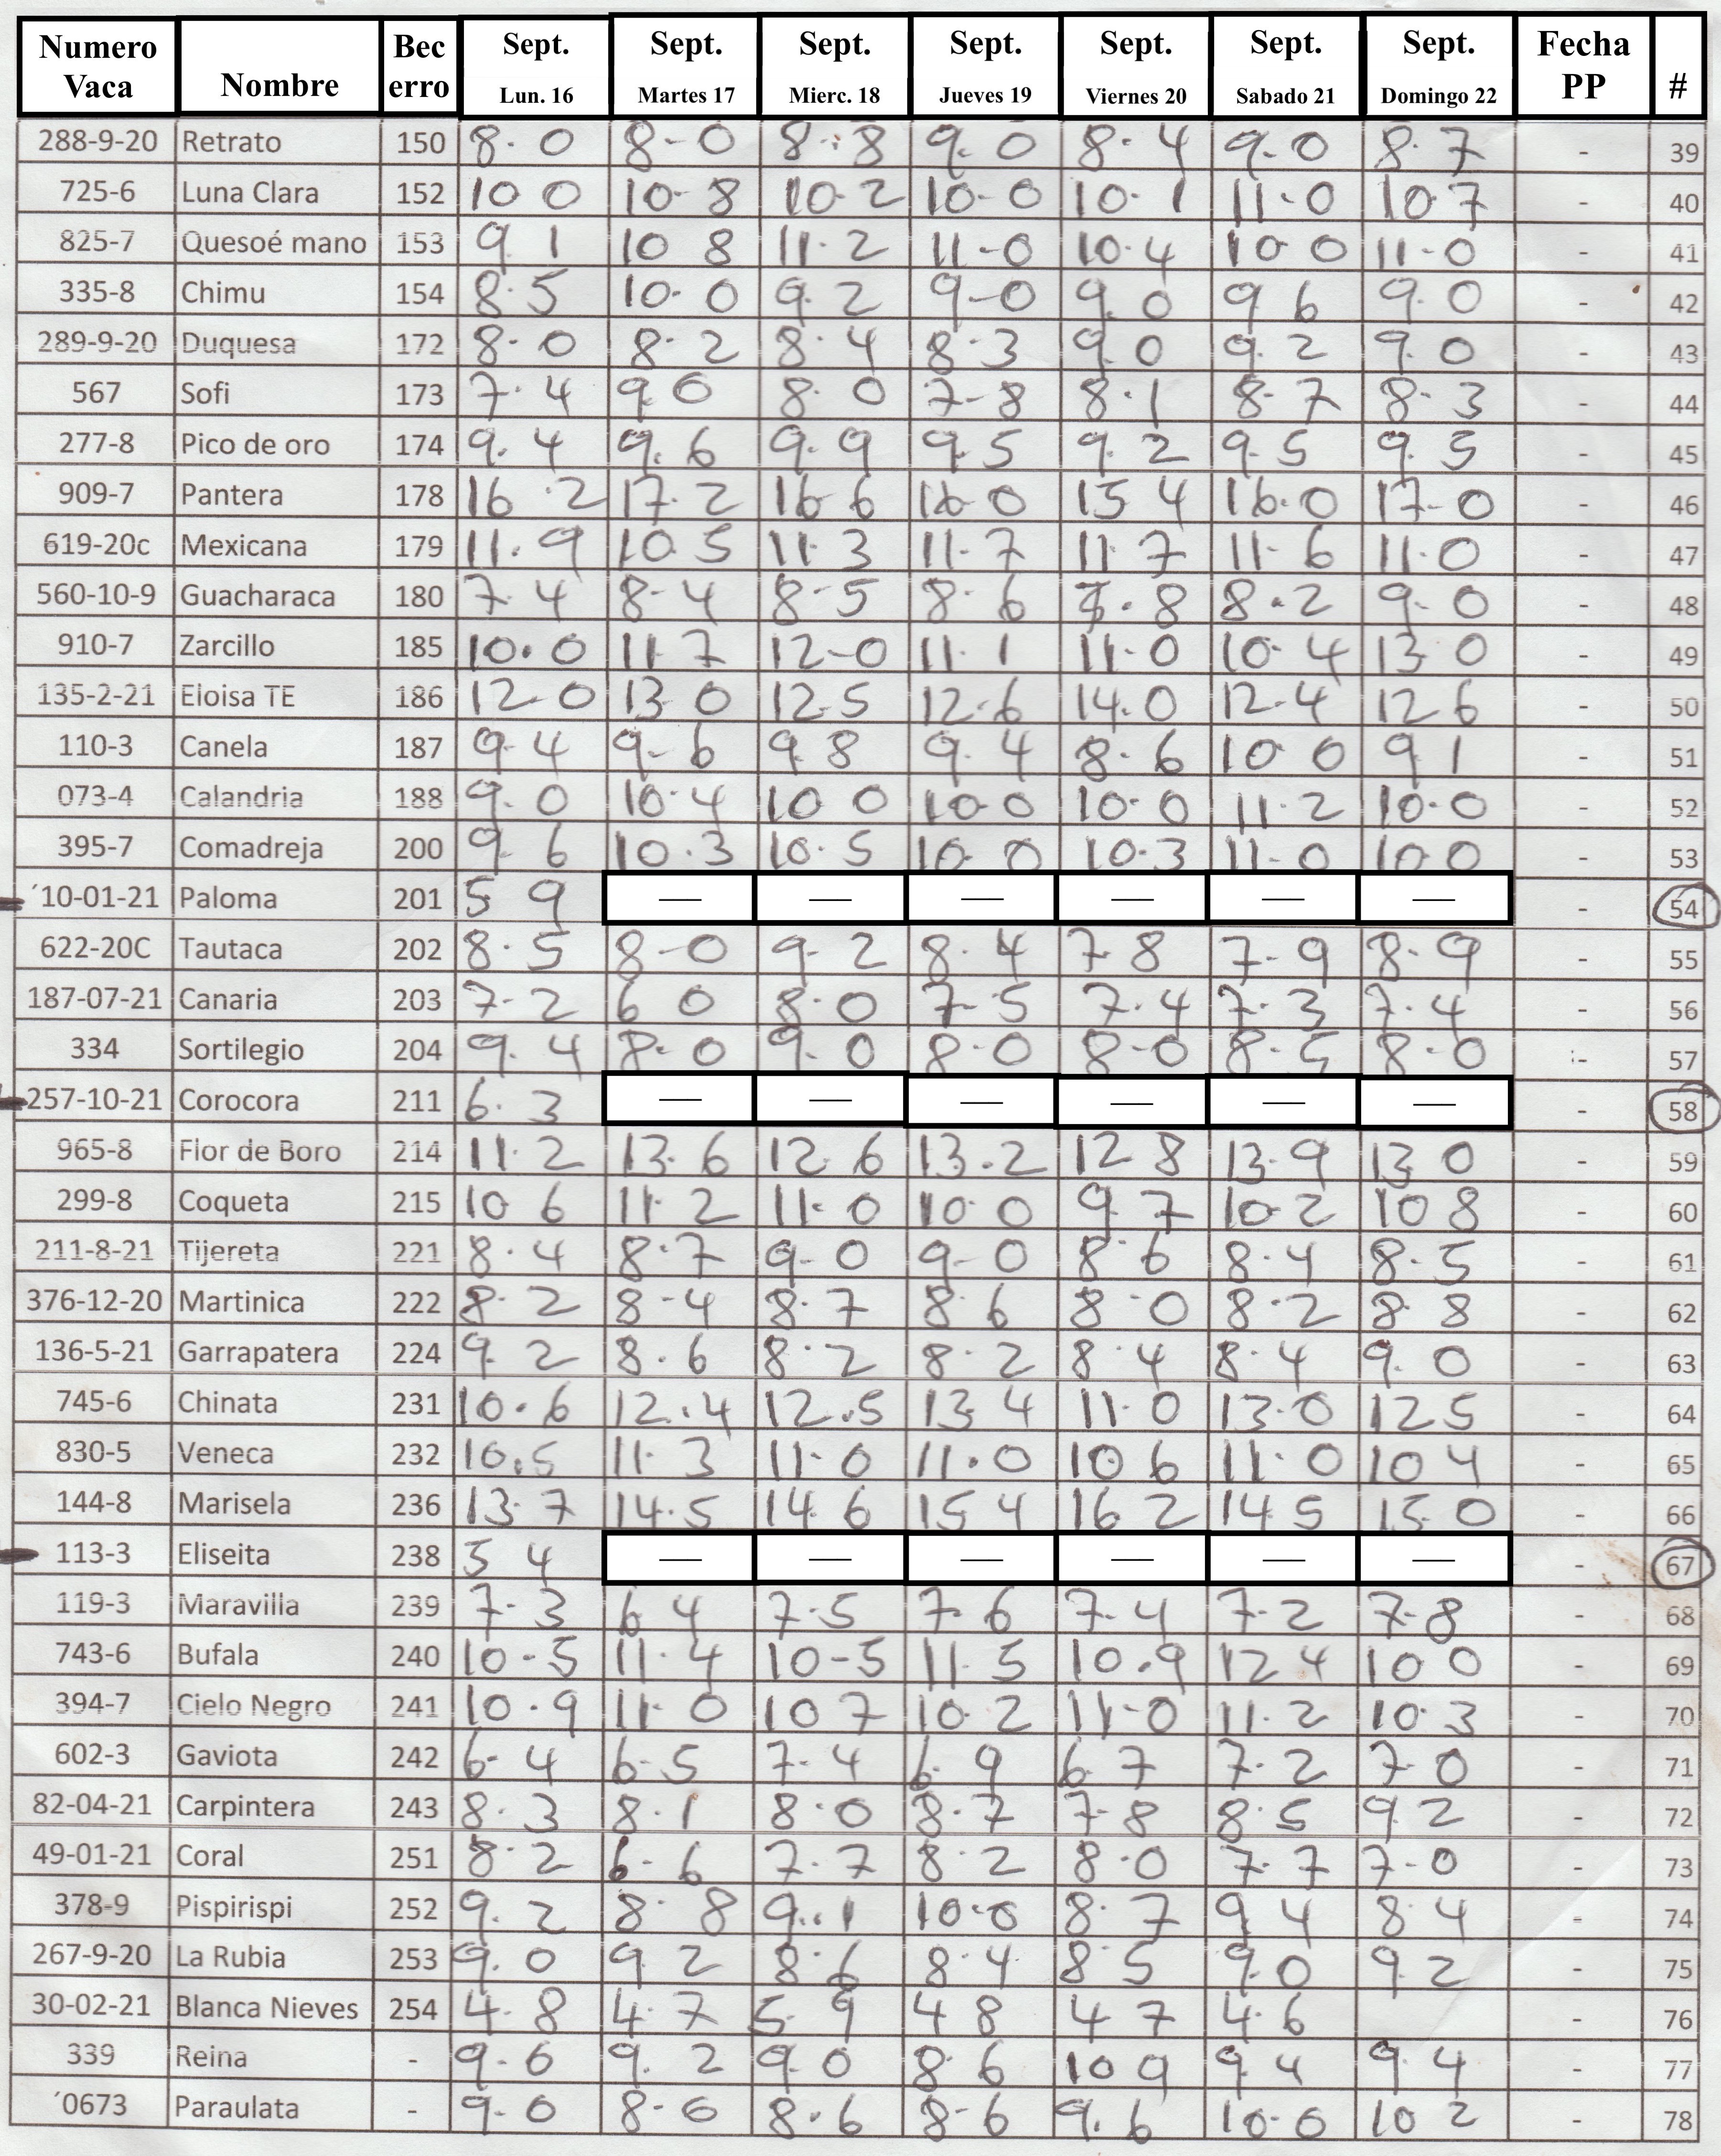 Numero Vaca Nombre Bec erro Sept. Lun. 16 Sept. Martes 17 Sept. Mierc. 18 Sept. Jueves 19 Sept. Viernes 20 Sept. Sabado 21 Sept. Domingo 22 Fecha PP #
288-9-20 Retrato 150 8.0 8-0 8.8 9.0 8.4 9.0 8.7 - 39
725-6 Luna Clara 152 10 0 10-8 10.2 10-0 10.1 11.0 10 7 - 40
825-7 Quesoé mano 153 9 1 10 8 11.2 11-0 10.4 10 0 11-0 - 41
335-8 Chimu 154 8.5 10.0 9.2 9-0 9.0 9 6 9.0 - 42
289-9-20 Duquesa 172 8.0 8.2 8.4 8.3 9.0 9.2 9.0 - 43
567 Sofi 173 7.4 9.0 8.0 7-8 8.1 8-7 8.3 - 44
277-8 Pico de oro 174 9.4 9.6 9.9 9.5 9.2 9.5 9.5 - 45
909-7 Pantera 178 16.2 17.2 16 6 16 0 15 4 16.0 17-0 - 46
619-20c Mexicana 179 11.9 10.5 11.3 11.7 11.7 11-6 11.0 - 47
560-10-9 Guacharaca 180 7.4 8-4 8-5 8.6 .8 8.2 9.0 - 48
910-7 Zarcillo 185 10.0 11 7 12-0 11.1 11.0 10.4 13 0 - 49
135-2-21 Eloisa TE 186 12.0 13 0 12.5 12.6 14.0 12.4 12 6 - 50
110-3 Canela 187 9.4 9-6 9.8 9.4 8.6 10 0 9 1 - 51
073-4 Calandria 188 9.0 10.4 10 0 10 0 10.0 11.2 10.0 - 52
395-7 Comadreja 200 9 6 10.3 10.5 10.0 10.3 11-0 10 0 - 53
´10-01-21 Paloma 201 5 9 — — — — — — - 54
622-20C Tautaca 202 8.5 8-0 9.2 8.4 7 8 7-9 8-9 - 55
187-07-21 Canaria 203 7.2 6 0 8.0 7-5 7.4 7.3 7.4 - 56
334 Sortilegio 204 9.4 8.0 9.0 8.0 8-0 8.5 8-0 - 57
257-10-21 Corocora 211 6.3 — — — — — — - 58
965-8 Flor de Boro 214 11.2 13.6 12.6 13.2 12 8 13.9 13 0 - 59
299-8 Coqueta 215 10 6 11.2 11.0 10.0 9.7 10.2 10 8 - 60
211-8-21 Tijereta 221 8.4 8.7 9-0 9-0 8.6 8.4 8.5 - 61
376-12-20 Martinica 222 8.2 8-4 8.7 8.6 8.0 8.2 8.8 - 62
136-5-21 Garrapatera 224 9.2 8.6 8.2 8.2 8.4 8.4 9.0 - 63
745-6 Chinata 231 10.6 12.4 12.5 13 4 11.0 13.0 12 5 - 64
830-5 Veneca 232 10.5 11.3 11.0 11.0 10 6 11.0 10 4 - 65
144-8 Marisela 236 13.7 14.5 14.6 15 4 16 2 14 5 15.0 - 66
113-3 Eliseita 238 5 4 — — — — — — - 67
119-3 Maravilla 239 7.3 6 4 7.5 7.6 7.4 7.2 7-8 - 68
743-6 Bufala 240 10-5 11.4 10-5 11.5 10.9 12 4 10 0 - 69
394-7 Cielo Negro 241 10.9 11.0 10 7 10.2 11-0 11.2 10.3 - 70
602-3 Gaviota 242 6.4 6-5 7.4 6.9 6.7 7.2 7-0 - 71
82-04-21 Carpintera 243 8.3 8.1 8.0 8.7 7-8 8.5 9 2 - 72
49-01-21 Coral 251 8.2 6-6 7.7 8.2 8.0 7.7 7-0 - 73
378-9 Pispirispi 252 9.2 8.8 9..1 10.0 8.7 9 4 8 4 - 74
267-9-20 La Rubia 253 9.0 9 2 8.6 8.4 8.5 9.0 9.2 - 75
30-02-21 Blanca Nieves 254 4.8 4.7 5.9 4 8 4 7 4.6 - 76
339 Reina - 9.0 9.2 9.0 8.6 10 0 9.4 9.4 - 77
´0673 Paraulata - 9.0 8.0 8.6 8-6 9.6 10.0 10 2 - 78